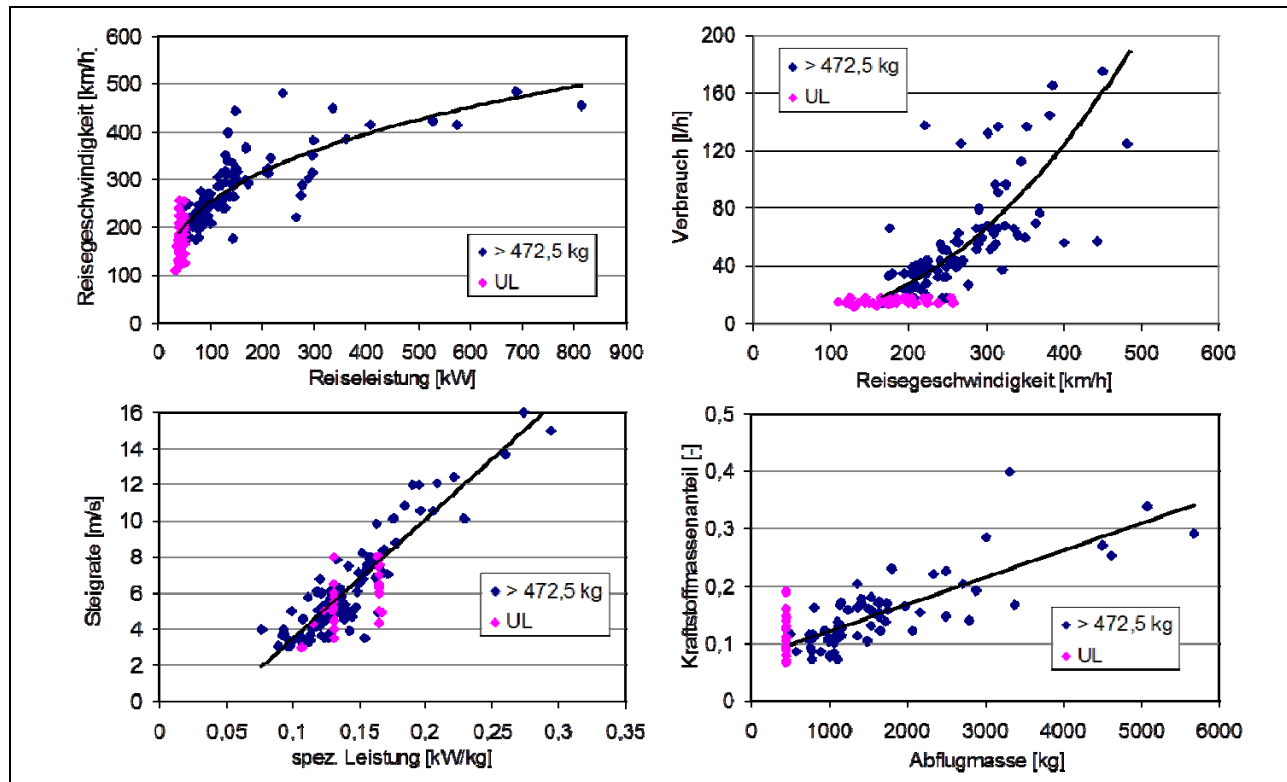 Reisegeschwindigkeit [km/h]
600
500
400
300
200
100
0
0 100 200 300 400 500 600 700 800 900
Reiseleistung [kW]
> 472,5 kg
UL
Verbrauch [l/h]
200
160
120
80
40
0
0 100 200 300 400 500 600
Reisegeschwindigkeit [km/h]
> 472,5 kg
UL
Steigrate [m/s]
16
14
12
10
8
6
4
2
0
0 0,05 0,1 0,15 0,2 0,25 0,3 0,35
spez. Leistung [kW/kg]
> 472,5 kg
UL
Kraftstoffmassenanteil [-]
0,5
0,4
0,3
0,2
0,1
0
0 1000 2000 3000 4000 5000 6000
Abflugmasse [kg]
> 472,5 kg
UL